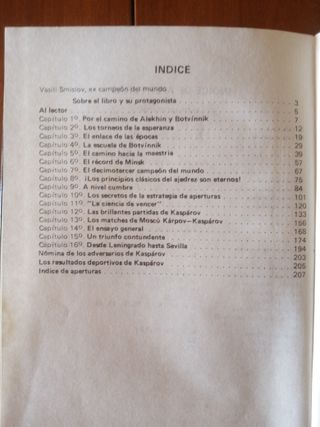 INDICE
Vasili Smislov, ex campeón del mundo
Sobre el libro y su protagonista 3
Al lector 5
Capítulo 1º. Por el camino de Alekhin y Botvínnik 7
Capítulo 2º. Los torneos de la esperanza 12
Capítulo 3º. El enlace de las épocas 19
Capítulo 4º. La escuela de Botvínnik 29
Capítulo 5º. El camino hacia la maestría 39
Capítulo 6º. El récord de Minsk 57
Capítulo 7º. El decimotercer campeón del mundo 67
Capítulo 8º. ¡Los principios clásicos del ajedrez son eternos! 75
Capítulo 9º. A nivel cumbre 84
Capítulo 10º. Los secretos de la estrategia de aperturas 101
Capítulo 11º. "La ciencia de vencer" 120
Capítulo 12º. Las brillantes partidas de Kaspárov 133
Capítulo 13º. Los matches de Moscú Kárpov—Kaspárov 156
Capítulo 14º. El ensayo general 168
Capítulo 15º. Un triunfo contundente 174
Capítulo 16º. Desde Leningrado hasta Sevilla 194
Nómina de los adversarios de Kaspárov 203
Los resultados deportivos de Kaspárov 205
Indice de aperturas 207